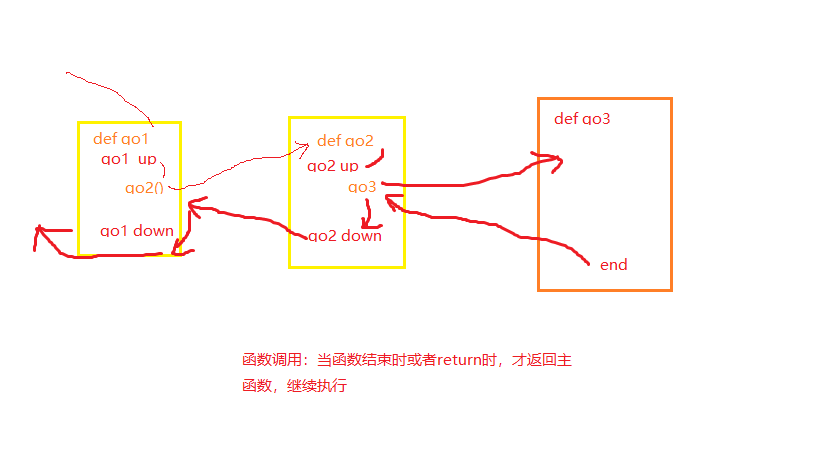 def go1
go1 up
go2()
go1 down
def go2
go2 up
go3
go2 down
def go3
end
函数调用：当函数结束时或者return时，才返回主
函数，继续执行